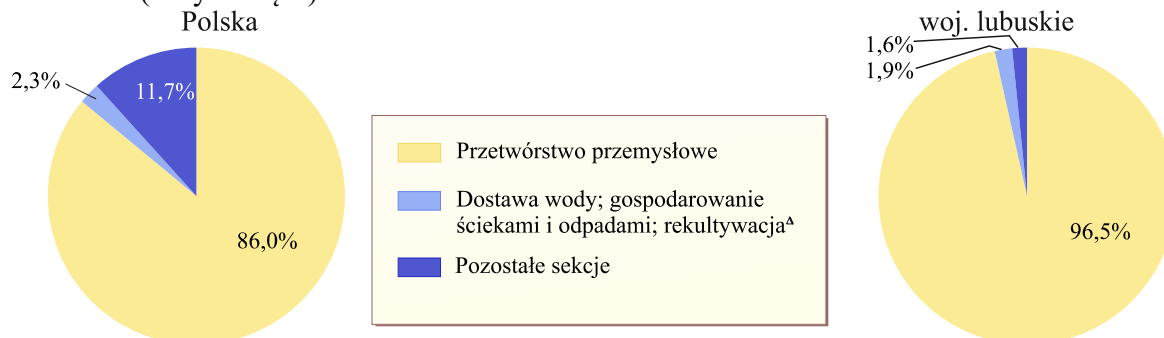 Polska
woj. lubuskie
2,3%
11,7%
86,0%
Przetwórstwo przemysłowe
Dostawa wody; gospodarowanie
ściekami i odpadami; rekultywacjaᐞ
Pozostałe sekcje
1,6%
1,9%
96,5%